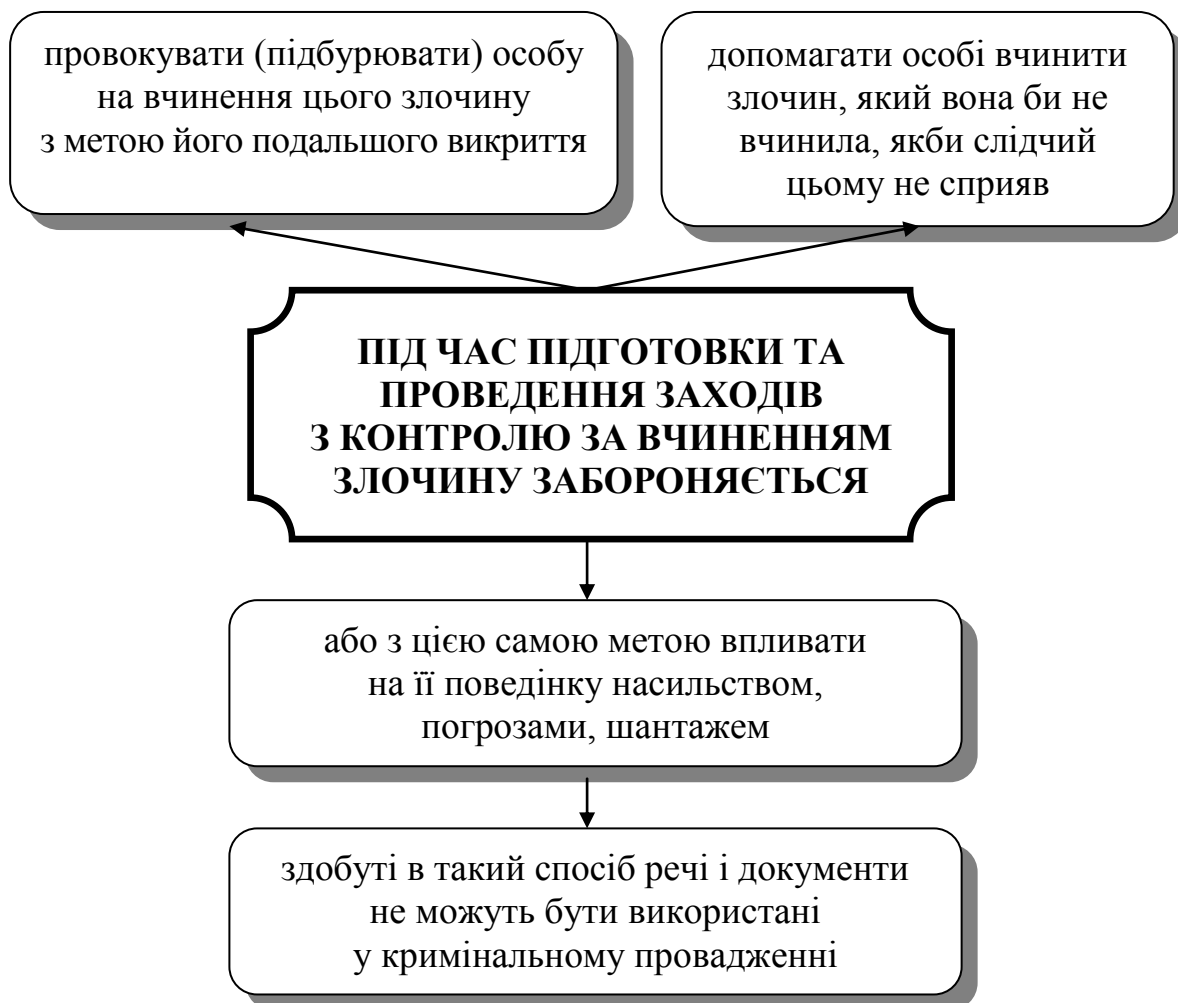 провокувати (підбурювати) особу
на вчинення цього злочину
з метою його подальшого викриття
допомагати особі вчинити
злочин, який вона би не
вчинила, якби слідчий
цьому не сприяв
ПІД ЧАС ПІДГОТОВКИ ТА
ПРОВЕДЕННЯ ЗАХОДІВ
З КОНТРОЛЮ ЗА ВЧИНЕННЯМ
ЗЛОЧИНУ ЗАБОРОНЯЄТЬСЯ
або з цією самою метою впливати
на її поведінку насильством,
погрозами, шантажем
здобуті в такий спосіб речі і документи
не можуть бути використані
у кримінальному провадженні